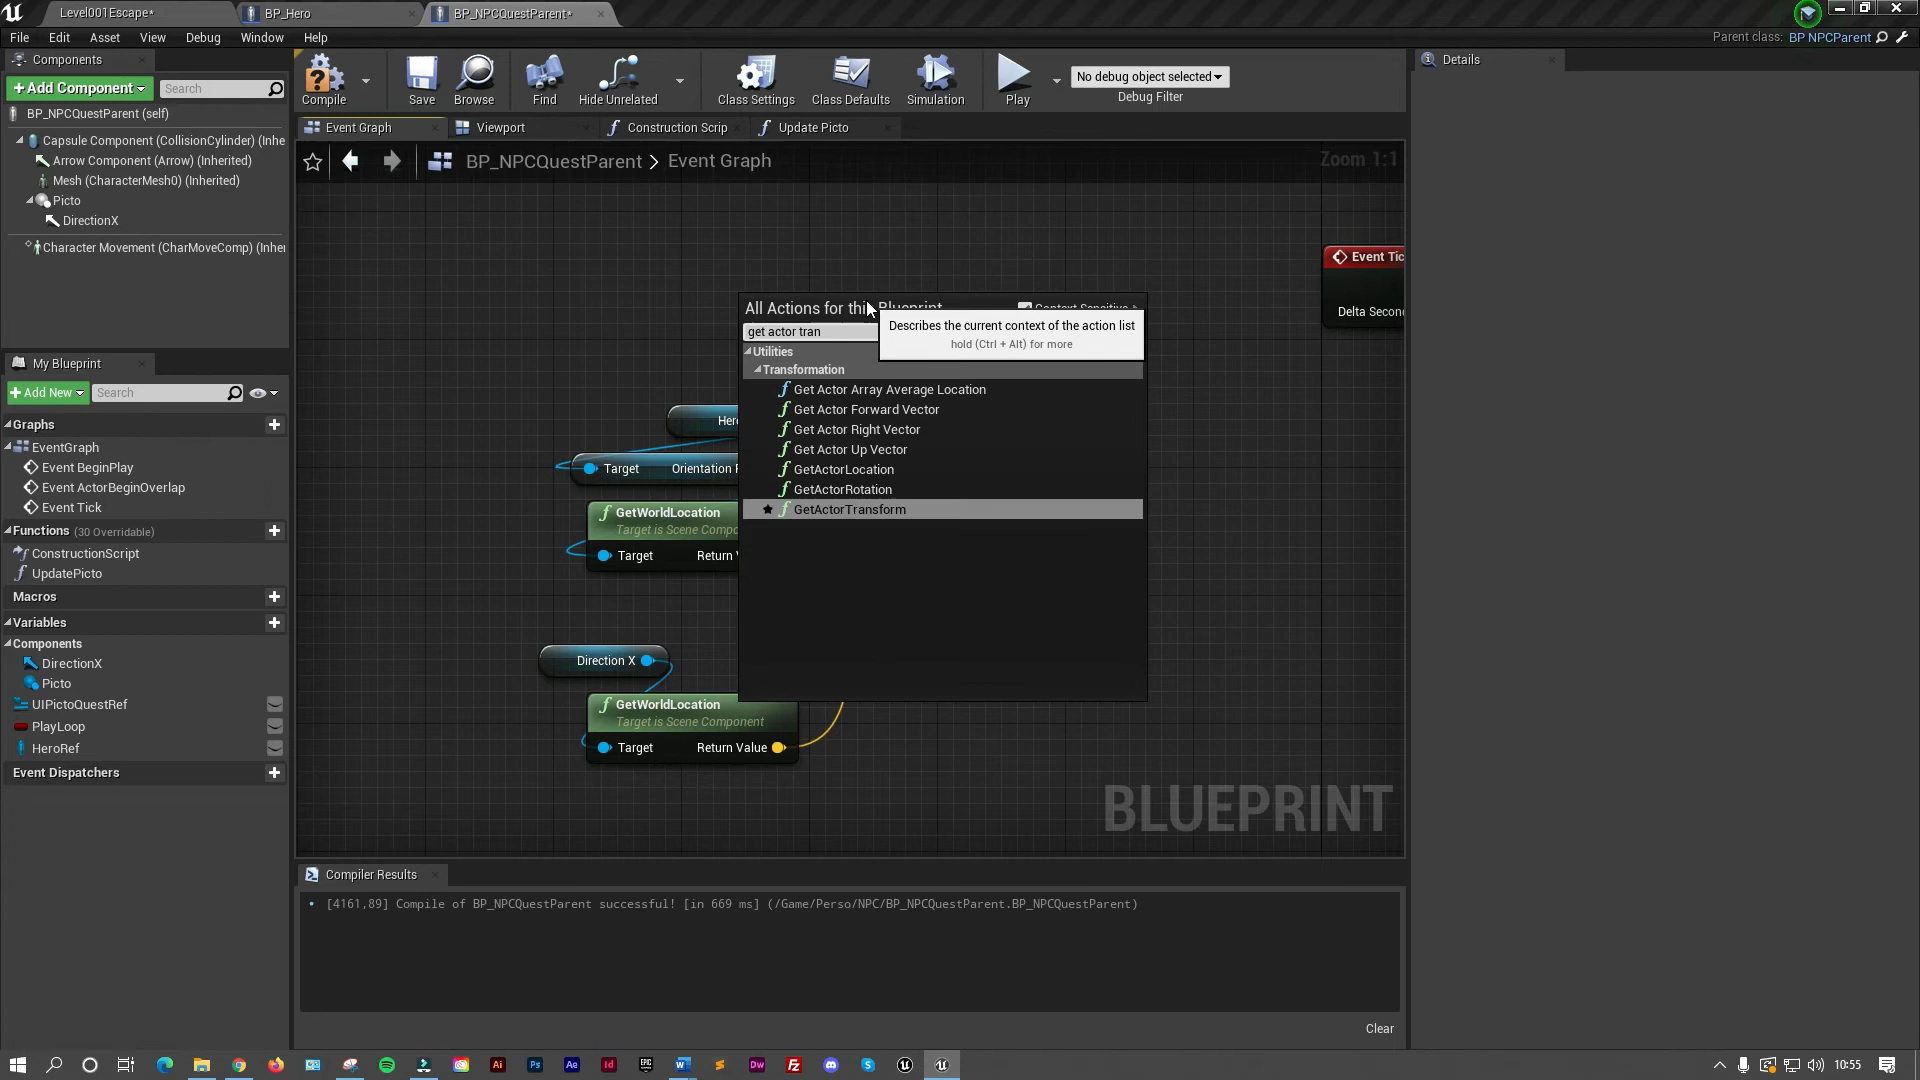 Level001Escape*
BP_Hero
BP_NPCQuestParent*
File
Edit
Asset
View
Debug
Window
Help
Parent class: BP NPCParent
Components
+Add Component
Search
BP_NPCQuestParent (self)
Capsule Component (CollisionCylinder) (Inhe
Arrow Component (Arrow) (Inherited)
Mesh (CharacterMesh0) (Inherited)
Picto
DirectionX
Character Movement (CharMoveComp) (Inher
Compile
Save
Browse
Find
Hide Unrelated
Class Settings
Class Defaults
Simulation
Play
No debug object selected
Debug Filter
Details
Event Graph
Viewport
Construction Scrip
Update Picto
BP_NPCQuestParent > Event Graph
Zoom 1:1
Event Tic
Delta Secon
All Actions for this Blueprint
Context Sensitive
get actor tran
Describes the current context of the action list
hold (Ctrl + Alt) for more
Utilities
Transformation
Get Actor Array Average Location
Get Actor Forward Vector
Get Actor Right Vector
Get Actor Up Vector
GetActorLocation
GetActorRotation
GetActorTransform
Her
Target
GetWorldLocation
Target is Scene Compo
Target
Return V
Direction X
GetWorldLocation
Target is Scene Component
Target
Return Value
BLUEPRINT
My Blueprint
+Add New
Search
Graphs
EventGraph
Event BeginPlay
Event ActorBeginOverlap
Event Tick
Functions (30 Overridable)
ConstructionScript
UpdatePicto
Macros
Variables
Components
DirectionX
Picto
UIPictoQuestRef
PlayLoop
HeroRef
Event Dispatchers
Compiler Results
[4161,89] Compile of BP_NPCQuestParent successful! [in 669 ms] (/Game/Perso/NPC/BP_NPCQuestParent.BP_NPCQuestParent)
Clear
10:55